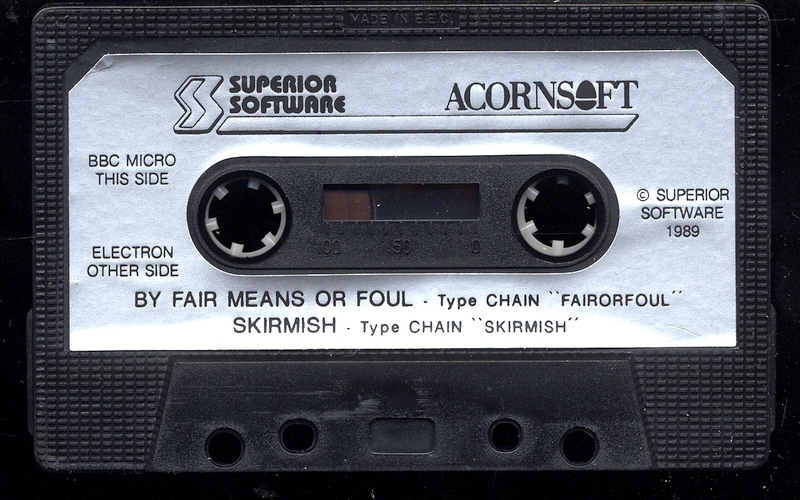 MADE IN E.E.C.
SUPERIOR
SOFTWARE
ACORNSOFT
BBC MICRO
THIS SIDE
© SUPERIOR
SOFTWARE
1989
100 50 0
ELECTRON
OTHER SIDE
BY FAIR MEANS OR FOUL - Type CHAIN ``FAIRORFOUL´´
SKIRMISH - Type CHAIN ``SKIRMISH´´